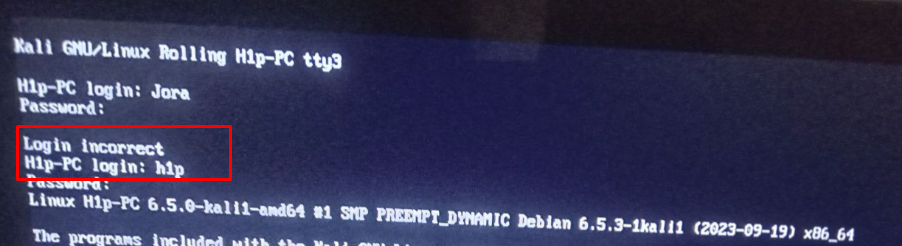 Kali GNU/Linux Rolling H1p-PC tty3
H1p-PC login: Jora
Password:
Login incorrect
H1p-PC login: h1p
Password:
Linux H1p-PC 6.5.0-kali1-amd64 #1 SMP PREEMPT_DYNAMIC Debian 6.5.3-1kali1 (2023-09-19) x86_64
The programs included with the Kali GNU